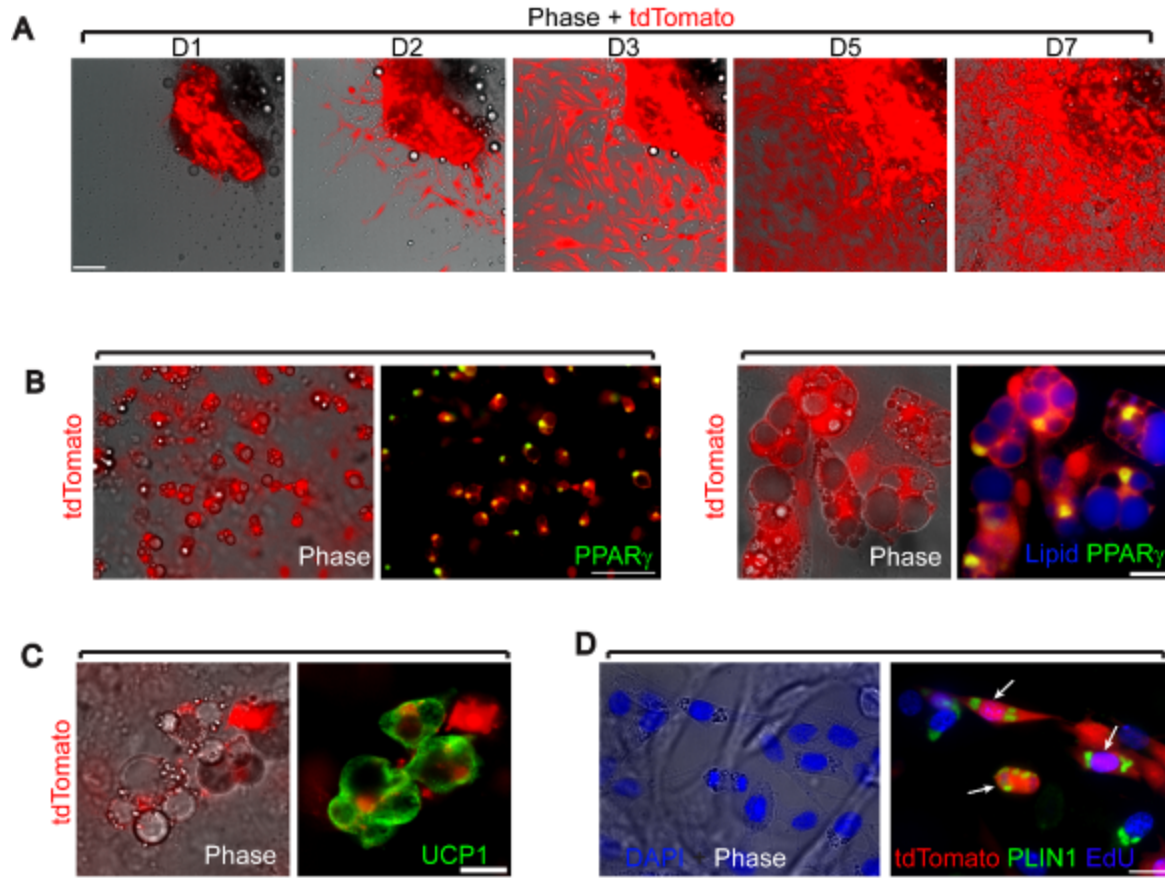 A
Phase + tdTomato
D1 D2 D3 D5 D7
B
tdTomato
Phase
PPARγ
tdTomato
Phase
Lipid PPARγ
C
tdTomato
Phase
UCP1
D
DAPI + Phase
tdTomato PLIN1 EdU